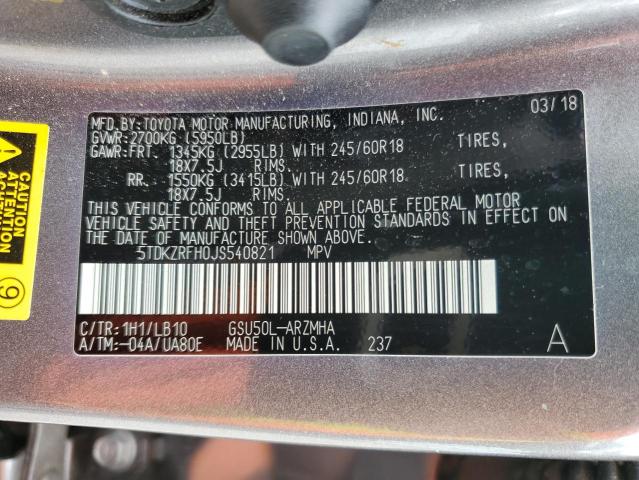 MFD.BY:TOYOTA MOTOR MANUFACTURING, INDIANA, INC. 03/18
GVWR:2700KG (5950LB)
GAWR:FRT. 1345KG (2955LB) WITH 245/60R18 TIRES,
18X7.5J RIMS.
RR. 1550KG (3415LB) WITH 245/60R18 TIRES,
18X7.5J RIMS.
THIS VEHICLE CONFORMS TO ALL APPLICABLE FEDERAL MOTOR
VEHICLE SAFETY AND THEFT PREVENTION STANDARDS IN EFFECT ON
THE DATE OF MANUFACTURE SHOWN ABOVE.
5TDKZRFH0JS540821 MPV
C/TR:1H1/LB10 GSU50L-ARZMHA
A/TM:-04A/UA80E MADE IN U.S.A. 237 A
CAUTION
ATTENTION
9